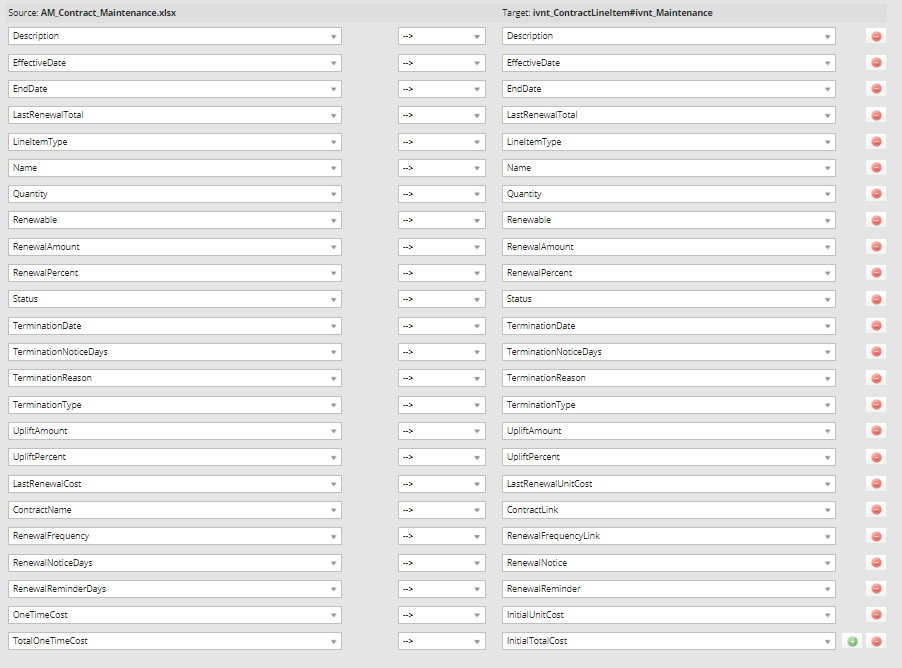 Source: AM_Contract_Maintenance.xlsx Target: ivnt_ContractLineItem#ivnt_Maintenance
Description --> Description
EffectiveDate --> EffectiveDate
EndDate --> EndDate
LastRenewalTotal --> LastRenewalTotal
LineItemType --> LineItemType
Name --> Name
Quantity --> Quantity
Renewable --> Renewable
RenewalAmount --> RenewalAmount
RenewalPercent --> RenewalPercent
Status --> Status
TerminationDate --> TerminationDate
TerminationNoticeDays --> TerminationNoticeDays
TerminationReason --> TerminationReason
TerminationType --> TerminationType
UpliftAmount --> UpliftAmount
UpliftPercent --> UpliftPercent
LastRenewalCost --> LastRenewalUnitCost
ContractName --> ContractLink
RenewalFrequency --> RenewalFrequencyLink
RenewalNoticeDays --> RenewalNotice
RenewalReminderDays --> RenewalReminder
OneTimeCost --> InitialUnitCost
TotalOneTimeCost --> InitialTotalCost